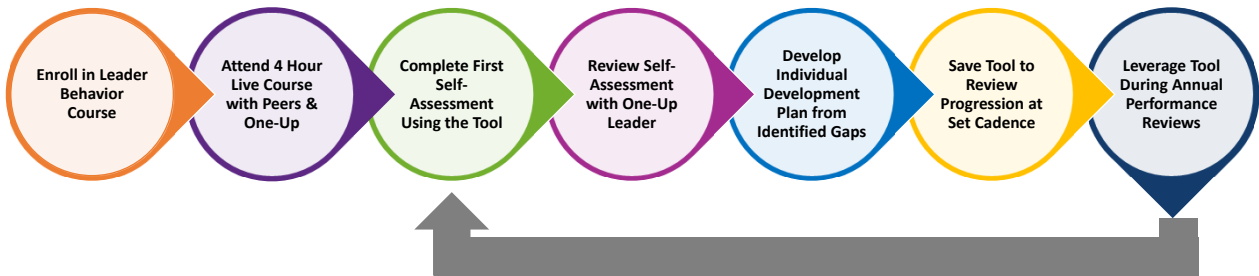 Enroll in Leader
Behavior
Course
Attend 4 Hour
Live Course
with Peers &
One-Up
Complete First
Self-
Assessment
Using the Tool
Review Self-
Assessment
with One-Up
Leader
Develop
Individual
Development
Plan from
Identified Gaps
Save Tool to
Review
Progression at
Set Cadence
Leverage Tool
During Annual
Performance
Reviews